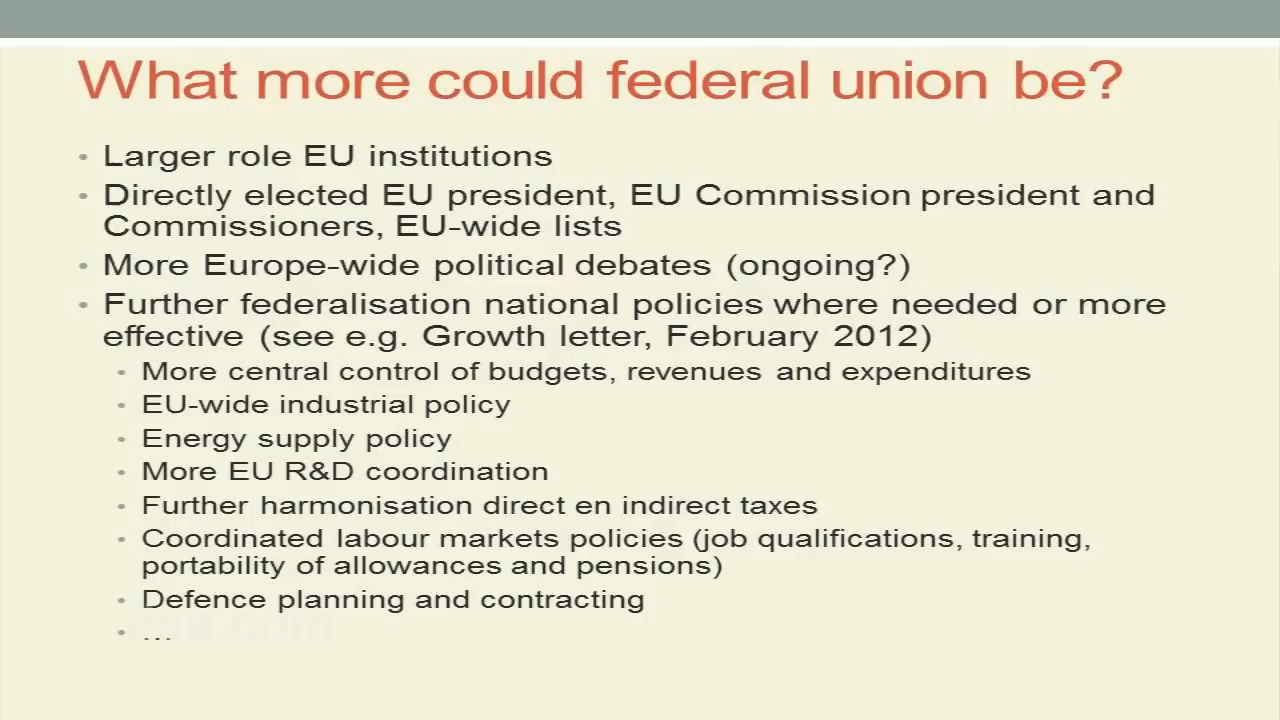 What more could federal union be?
• Larger role EU institutions
• Directly elected EU president, EU Commission president and
Commissioners, EU-wide lists
• More Europe-wide political debates (ongoing?)
• Further federalisation national policies where needed or more
effective (see e.g. Growth letter, February 2012)
• More central control of budgets, revenues and expenditures
• EU-wide industrial policy
• Energy supply policy
• More EU R&D coordination
• Further harmonisation direct en indirect taxes
• Coordinated labour markets policies (job qualifications, training,
portability of allowances and pensions)
• Defence planning and contracting
• ...